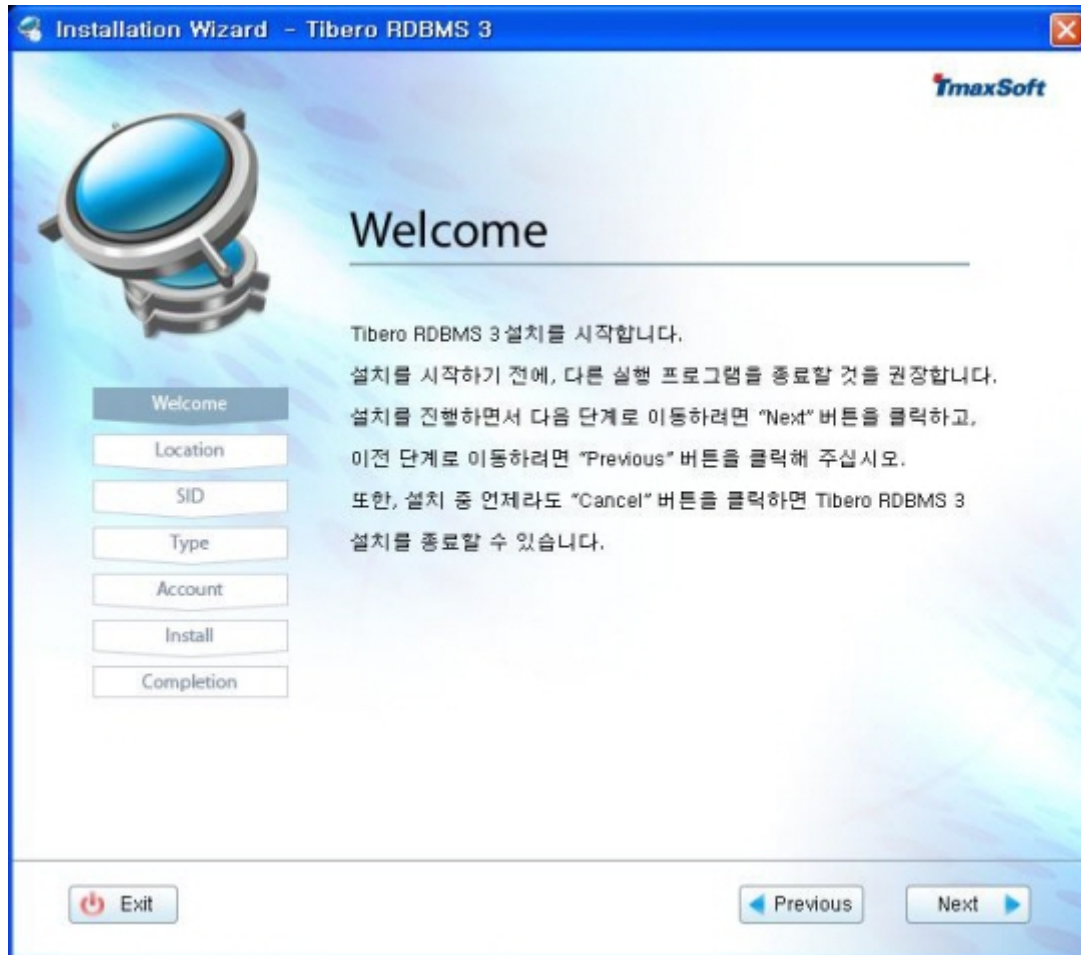 Installation Wizard - Tibero RDBMS 3
TmaxSoft
Welcome
Tibero RDBMS 3 설치를 시작합니다.
설치를 시작하기 전에, 다른 실행 프로그램을 종료할 것을 권장합니다.
설치를 진행하면서 다음 단계로 이동하려면 “Next” 버튼을 클릭하고,
이전 단계로 이동하려면 “Previous” 버튼을 클릭해 주십시오.
또한, 설치 중 언제라도 “Cancel” 버튼을 클릭하면 Tibero RDBMS 3
설치를 종료할 수 있습니다.
Welcome
Location
SID
Type
Account
Install
Completion
Exit
Previous
Next